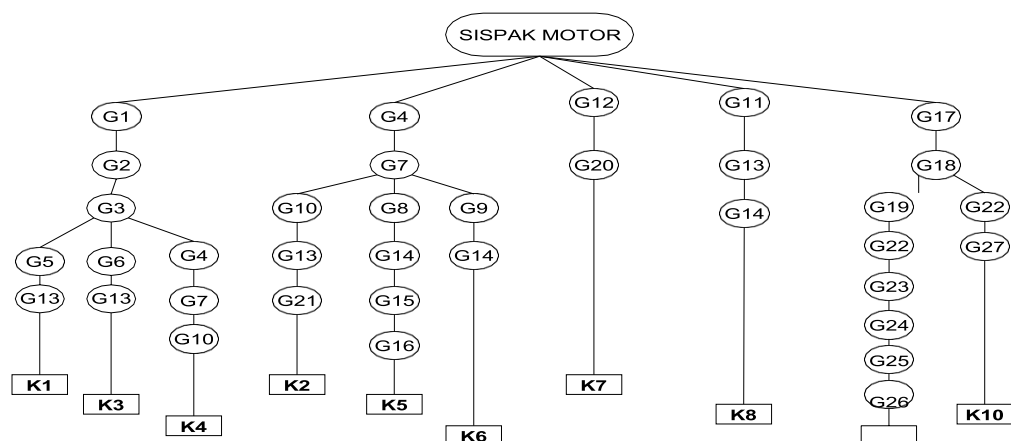 SISPAK MOTOR
G1 G4 G12 G11 G17
G2 G7 G20 G13 G18
G3 G10 G8 G9 G14 G19 G22
G5 G6 G4 G13 G14 G14 G22 G27
G13 G13 G7 G21 G15 G23
G10 G16 G24
G25
K1 K2 K7
G26
K3 K5 K8 K10
K4 K6